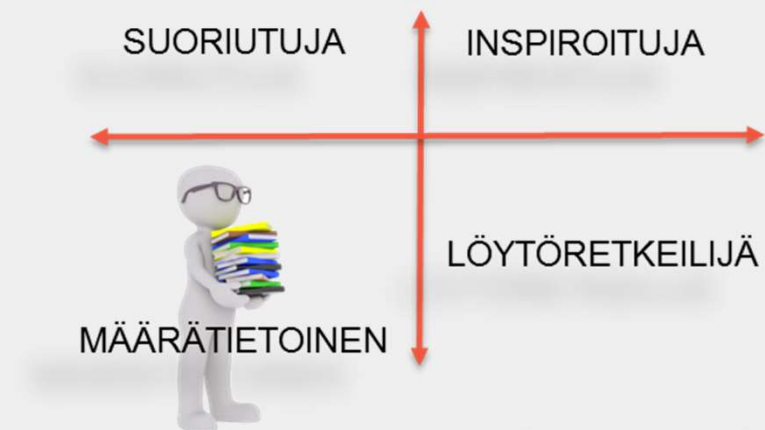 SUORIUTUJA
INSPIROITUJA
LÖYTÖRETKEILIJÄ
MÄÄRÄTIETOINEN